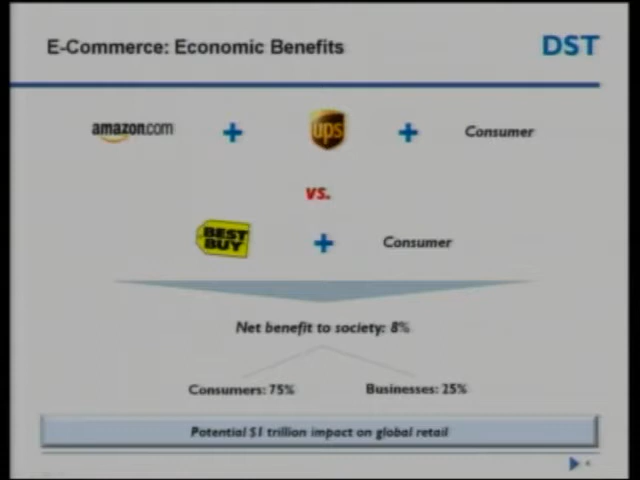 E-Commerce: Economic Benefits
DST
amazon.com + ups + Consumer
vs.
BEST BUY + Consumer
Net benefit to society: 8%
Consumers: 75%
Businesses: 25%
Potential $1 trillion impact on global retail